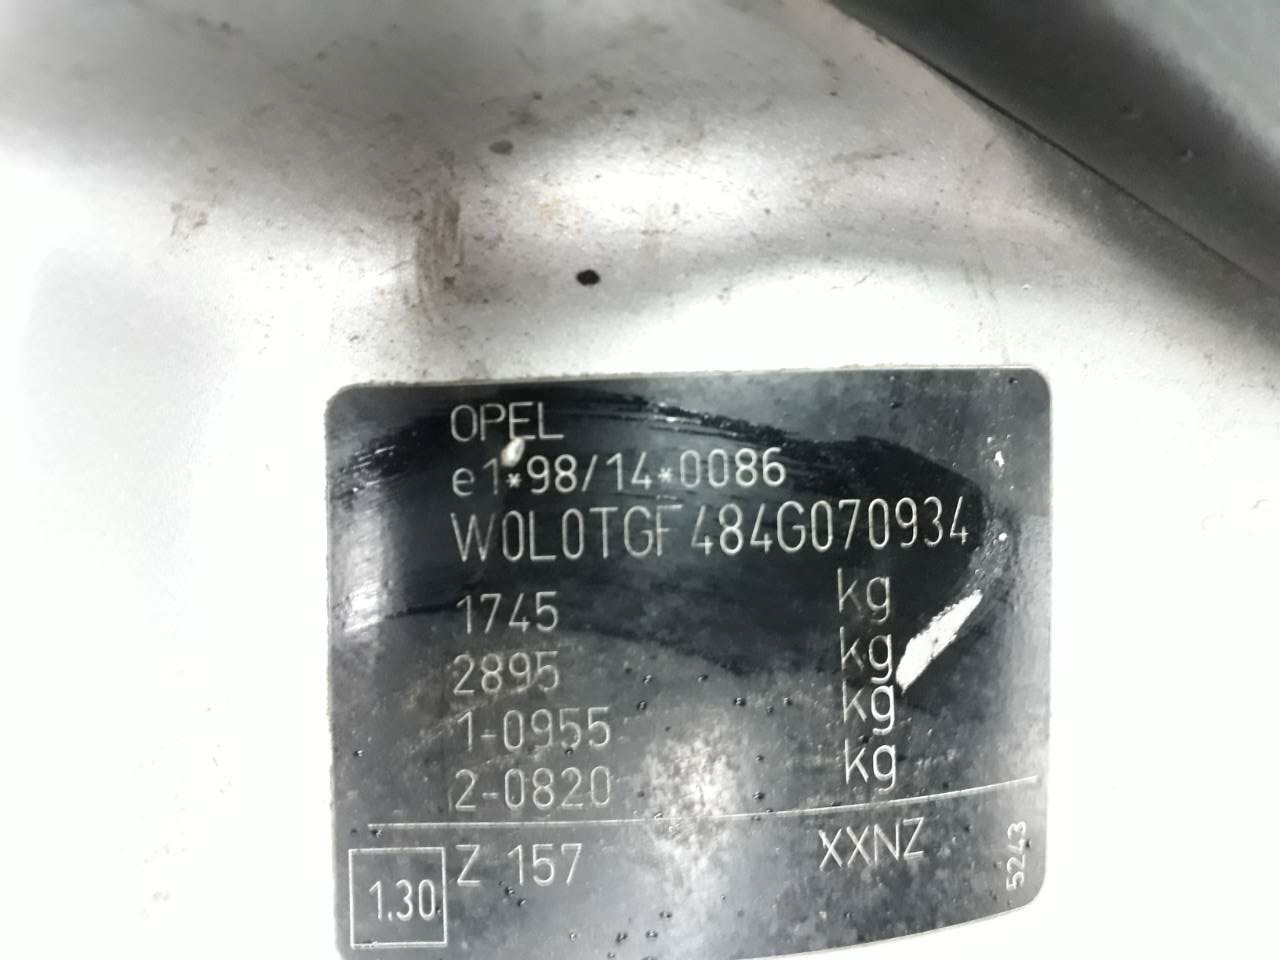 OPEL
e1*98/14*0086
W0L0TGF484G070934
1745 kg
2895 kg
1-0955 kg
2-0820 kg
1.30 Z 157 XXNZ
5243